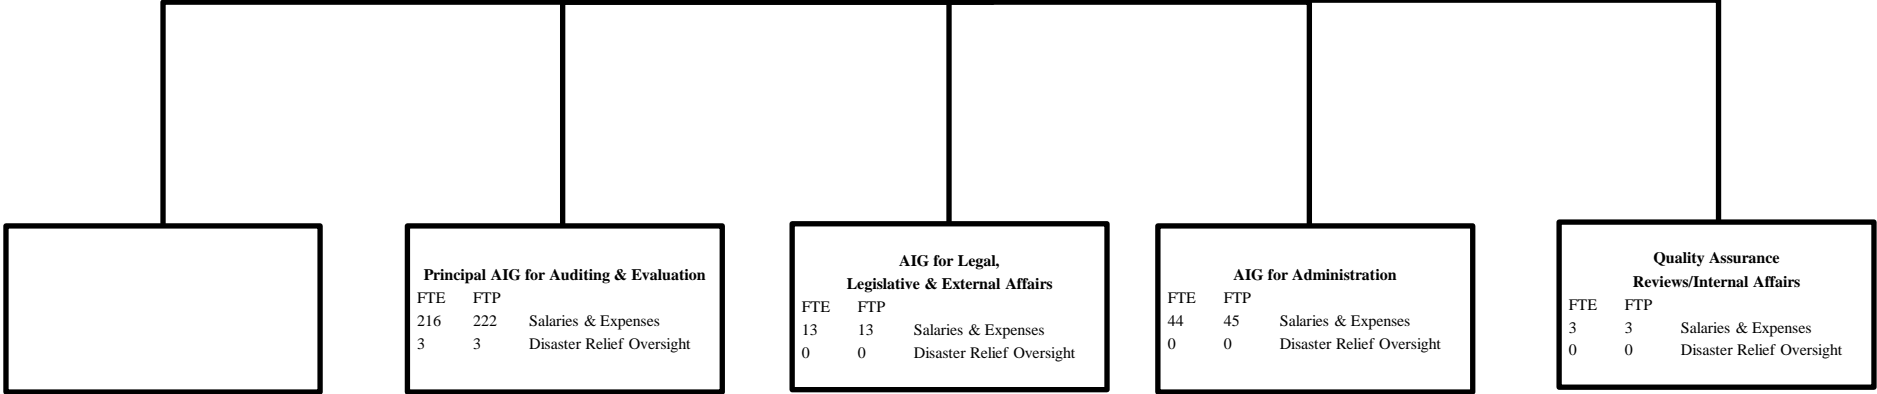 Principal AIG for Auditing & Evaluation
FTE FTP
216 222 Salaries & Expenses
3 3 Disaster Relief Oversight
AIG for Legal,
Legislative & External Affairs
FTE FTP
13 13 Salaries & Expenses
0 0 Disaster Relief Oversight
AIG for Administration
FTE FTP
44 45 Salaries & Expenses
0 0 Disaster Relief Oversight
Quality Assurance
Reviews/Internal Affairs
FTE FTP
3 3 Salaries & Expenses
0 0 Disaster Relief Oversight